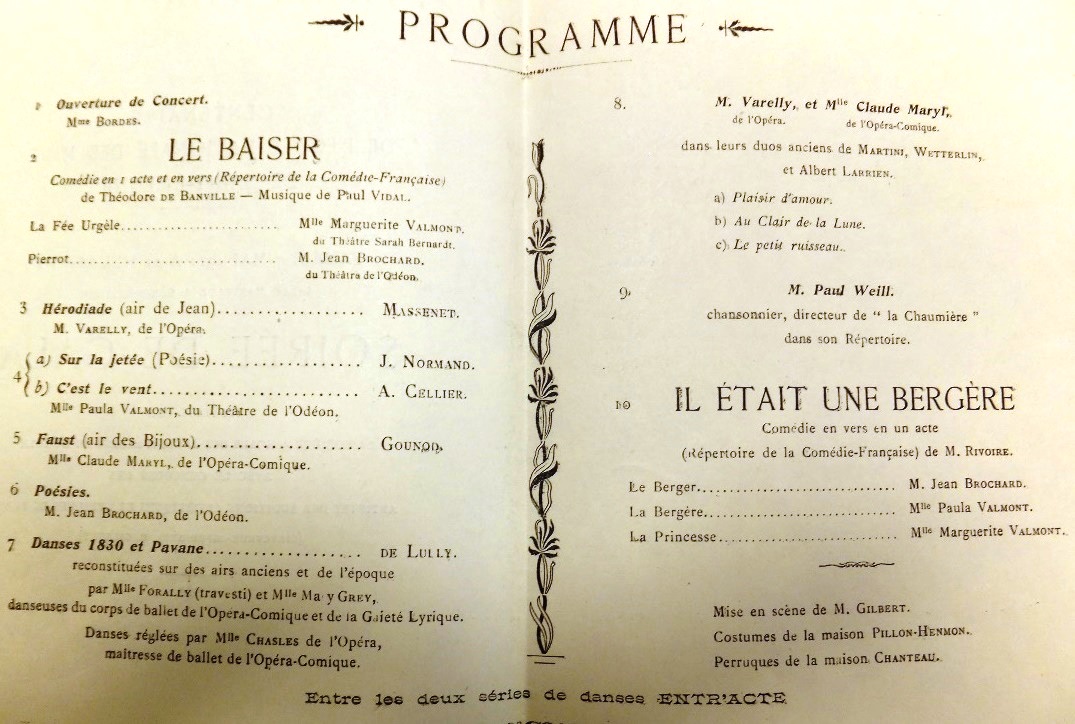 PROGRAMME
1 Ouverture de Concert.
Mme BORDES.
2 LE BAISER
Comédie en 1 acte et en vers (Répertoire de la Comédie-Française)
de Théodore DE BANVILLE — Musique de Paul VIDAL.
La Fée Urgèle........................ Mlle Marguerite VALMONT.
du Théâtre Sarah Bernardt.
Pierrot............................... M. Jean BROCHARD.
du Théâtra de l'Odéon.
3 Hérodiade (air de Jean).................. MASSENET.
M. VARELLY, de l'Opéra.
4 { a) Sur la jetée (Poésie).................. J. NORMAND.
b) C'est le vent......................... A. CELLIER.
Mlle Paula VALMONT, du Théâtre de l'Odéon.
5 Faust (air des Bijoux).................... GOUNOD.
Mlle Claude MARYL, de l'Opéra-Comique.
6 Poésies.
M. Jean BROCHARD, de l'Odéon.
7 Danses 1830 et Pavane................... DE LULLY.
reconstituées sur des airs anciens et de l'époque
par Mlle FORALLY (travesti) et Mlle Mary GREY,
danseuses du corps de ballet de l'Opéra-Comique et de la Gaieté Lyrique.
Danses réglées par Mlle CHASLES de l'Opéra,
maîtresse de ballet de l'Opéra-Comique.
8. M. Varelly, et Mlle Claude Maryl,
de l'Opéra. de l'Opéra-Comique.
dans leurs duos anciens de MARTINI, WETTERLIN,
et Albert LARRIEN.
a) Plaisir d'amour.
b) Au Clair de la Lune.
c) Le petit ruisseau.
9 M. Paul Weill.
chansonnier, directeur de " la Chaumière "
dans son Répertoire.
10 IL ÉTAIT UNE BERGÈRE
Comédie en vers en un acte
(Répertoire de la Comédie-Française) de M. RIVOIRE.
Le Berger............................ M. Jean BROCHARD.
La Bergère........................... Mlle Paula VALMONT.
La Princesse......................... Mlle Marguerite VALMONT.
Mise en scène de M. GILBERT.
Costumes de la maison PILLON-HENMON.
Perruques de la maison CHANTEAU.
Entre les deux séries de danses ENTR'ACTE